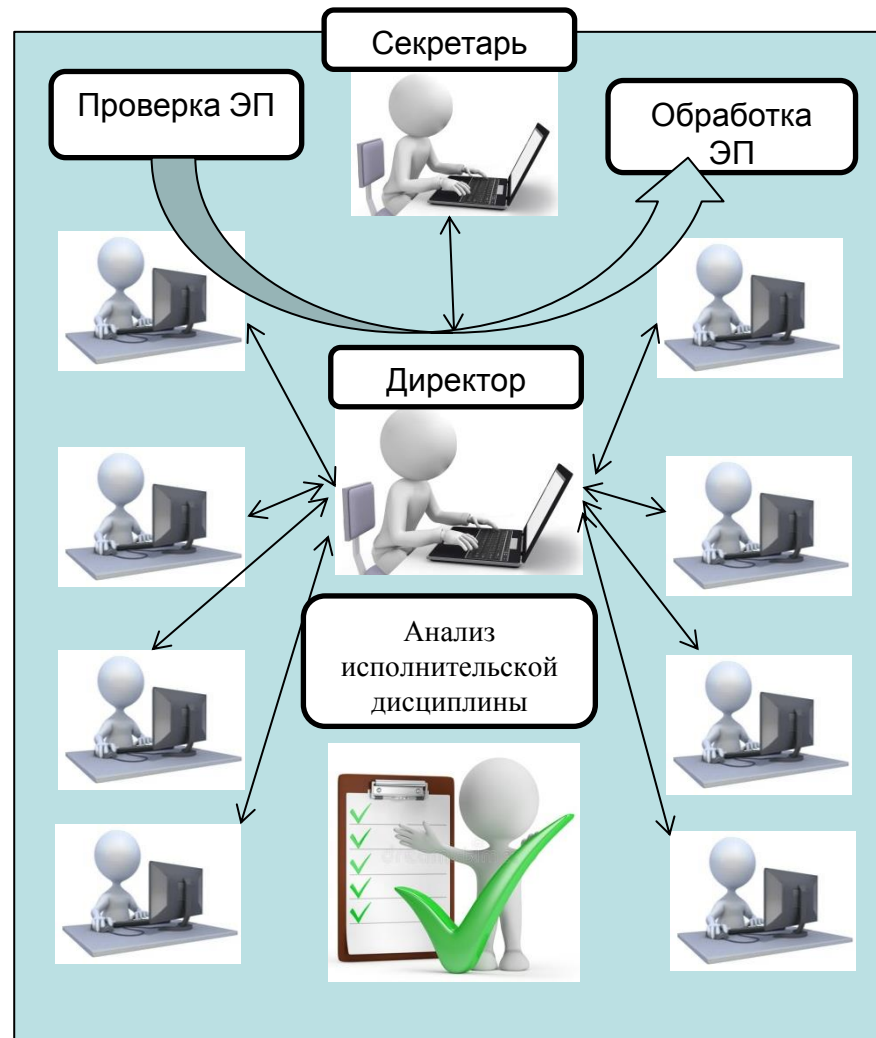 Секретарь
Проверка ЭП
Обработка
ЭП
Директор
Анализ
исполнительской
дисциплины